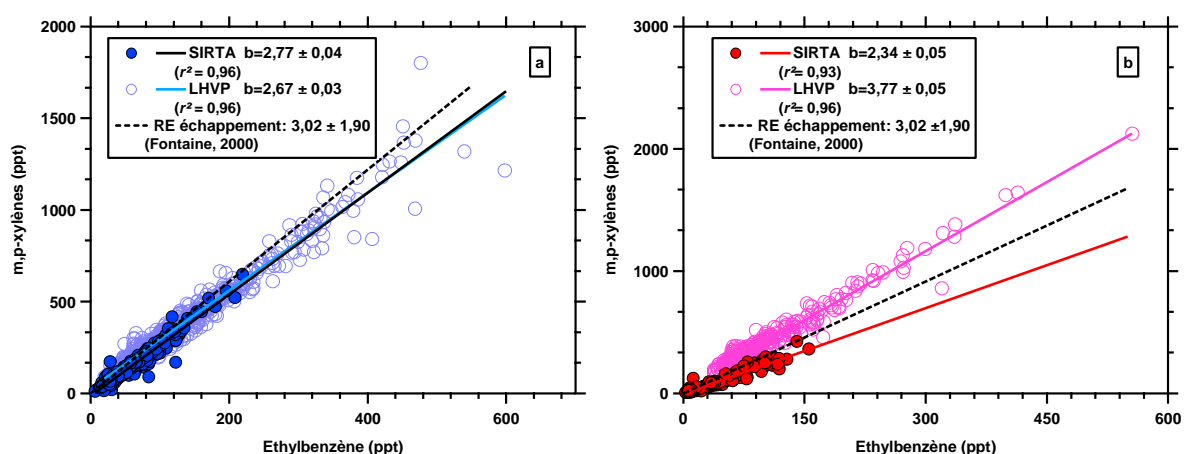 2000
1500
1000
500
0
m,p-xylènes (ppt)
0
200
400
600
Ethylbenzène (ppt)
SIRTA b=2,77 ± 0,04
(r² = 0,96)
LHVP b=2,67 ± 0,03
(r² = 0,96)
RE échappement: 3,02 ± 1,90
(Fontaine, 2000)
a
3000
2000
1000
0
m,p-xylènes (ppt)
0
150
300
450
600
Ethylbenzène (ppt)
SIRTA b=2,34 ± 0,05
(r²= 0,93)
LHVP b=3,77 ± 0,05
(r²= 0,96)
RE échappement: 3,02 ±1,90
(Fontaine, 2000)
b